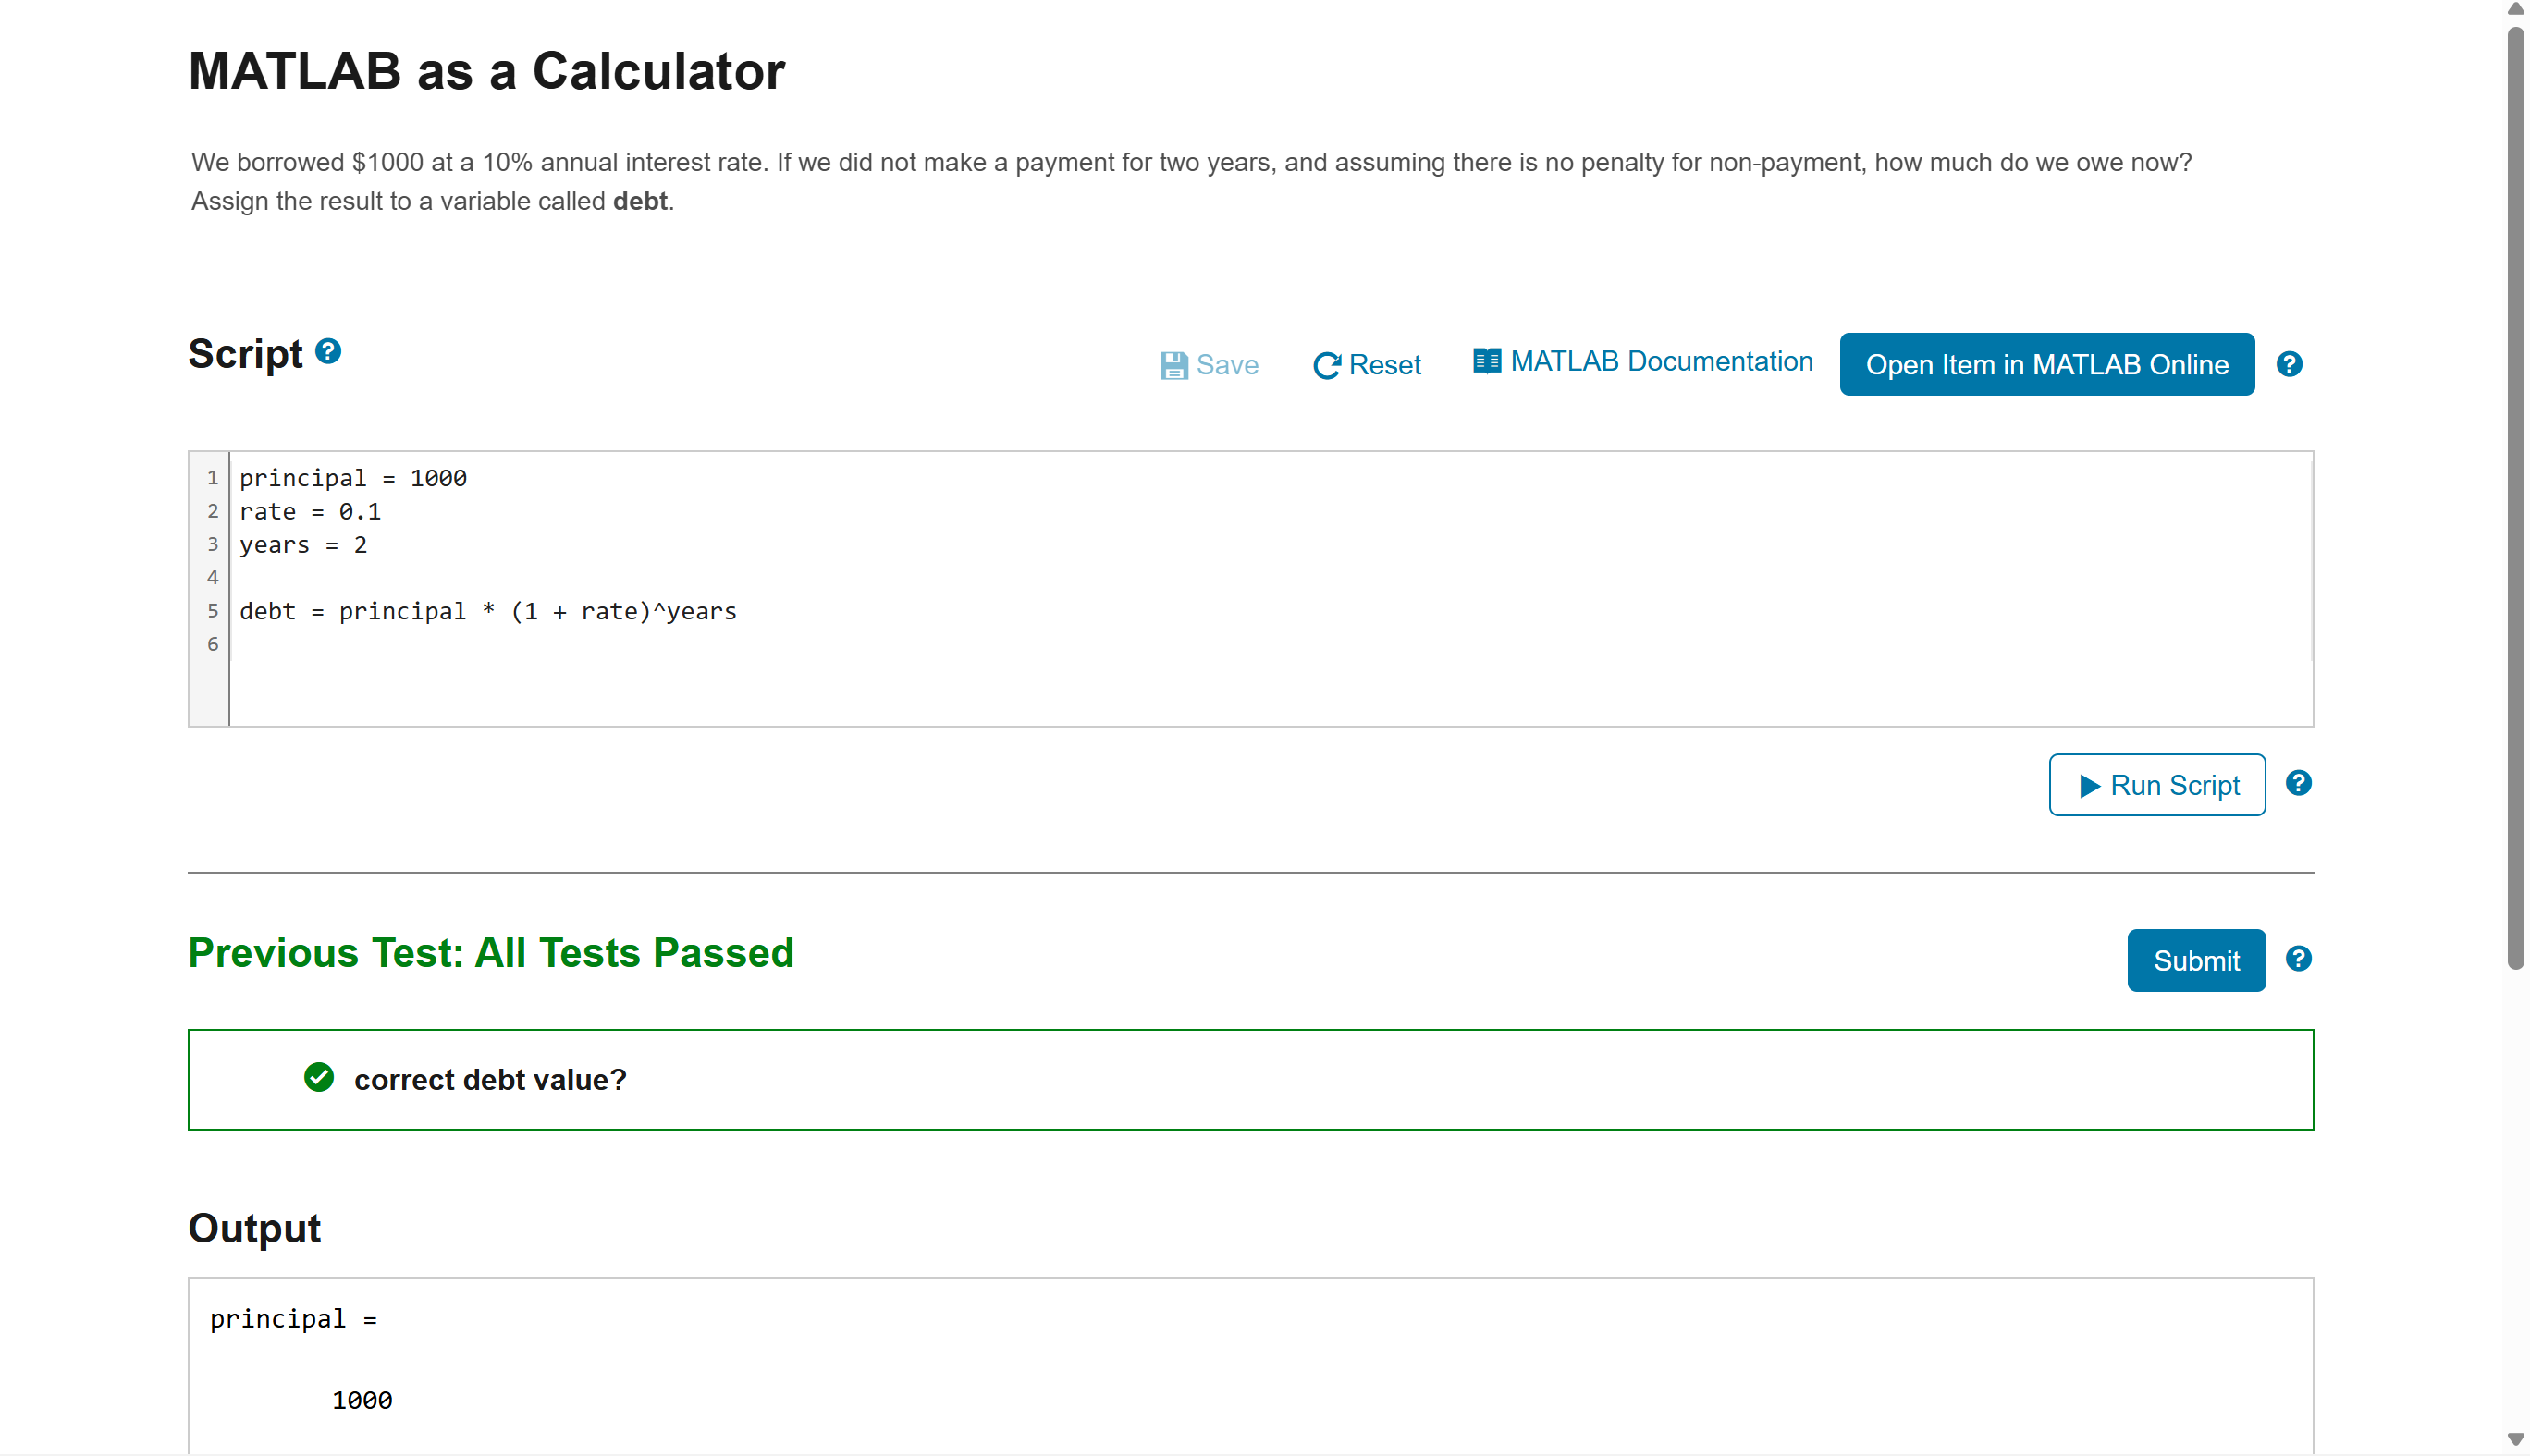 MATLAB as a Calculator
We borrowed $1000 at a 10% annual interest rate. If we did not make a payment for two years, and assuming there is no penalty for non-payment, how much do we owe now?
Assign the result to a variable called debt.
Script ?
Save Reset MATLAB Documentation Open Item in MATLAB Online ?
1 principal = 1000
2 rate = 0.1
3 years = 2
4
5 debt = principal * (1 + rate)^years
6
Run Script ?
Previous Test: All Tests Passed
Submit ?
correct debt value?
Output
principal =
1000